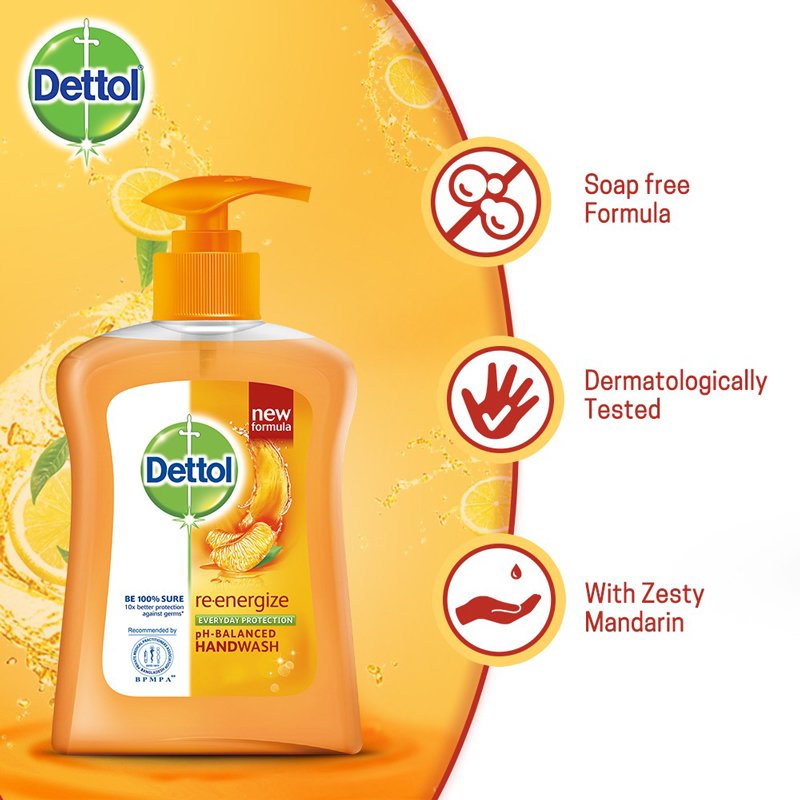 Dettol
Soap free
Formula
Dermatologically
Tested
With Zesty
Mandarin
new
formula
Dettol
BE 100% SURE
10x better protection
against germs*
Recommended by
BPMPA
re-energize
EVERYDAY PROTECTION
pH-BALANCED
HANDWASH